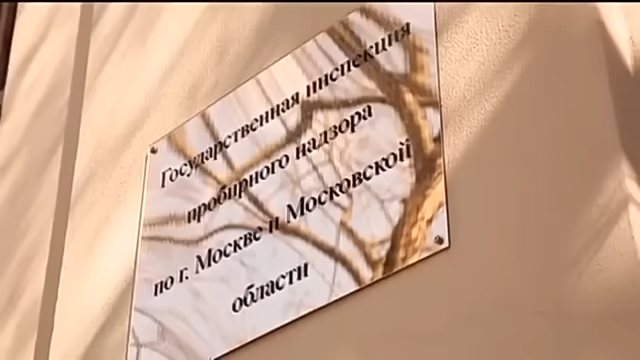 Государственная инспекция
пробирного надзора
по г. Москве и Московской
области